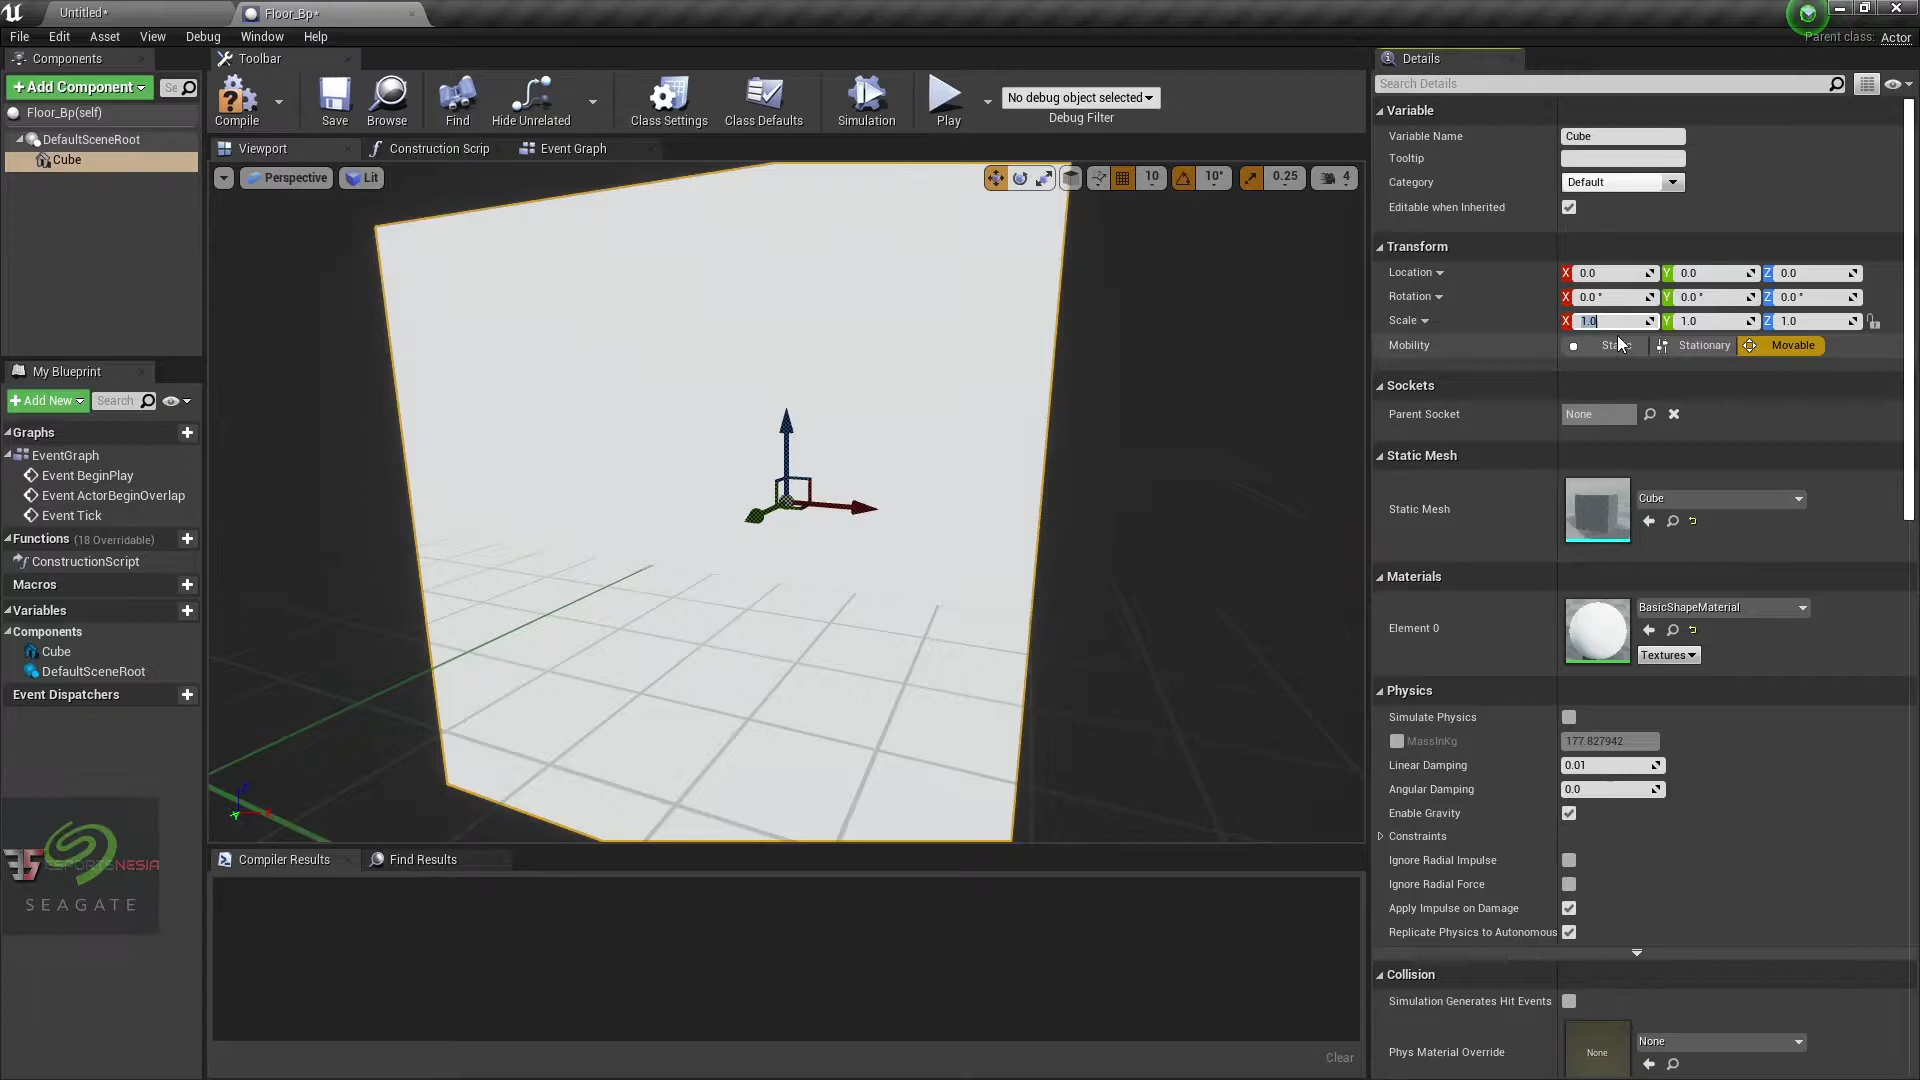 Untitled*
Floor_Bp*
File Edit Asset View Debug Window Help
Parent class: Actor
Components
Toolbar
Details
+Add Component
Se
Floor_Bp(self)
DefaultSceneRoot
Cube
Compile
Save
Browse
Find
Hide Unrelated
Class Settings
Class Defaults
Simulation
Play
No debug object selected
Debug Filter
Viewport
Construction Scrip
Event Graph
Perspective
Lit
10
10°
0.25
4
My Blueprint
+Add New
Search
Graphs
EventGraph
Event BeginPlay
Event ActorBeginOverlap
Event Tick
Functions (18 Overridable)
ConstructionScript
Macros
Variables
Components
Cube
DefaultSceneRoot
Event Dispatchers
ESPORTSNESIA
SEAGATE
Compiler Results
Find Results
Clear
Search Details
Variable
Variable Name Cube
Tooltip
Category Default
Editable when Inherited
Transform
Location X 0.0 Y 0.0 Z 0.0
Rotation X 0.0 ° Y 0.0 ° Z 0.0 °
Scale X 1.0 Y 1.0 Z 1.0
Mobility Static Stationary Movable
Sockets
Parent Socket None
Static Mesh
Static Mesh Cube
Materials
Element 0 BasicShapeMaterial
Textures
Physics
Simulate Physics
MassInKg 177.827942
Linear Damping 0.01
Angular Damping 0.0
Enable Gravity
Constraints
Ignore Radial Impulse
Ignore Radial Force
Apply Impulse on Damage
Replicate Physics to Autonomous
Collision
Simulation Generates Hit Events
Phys Material Override None None